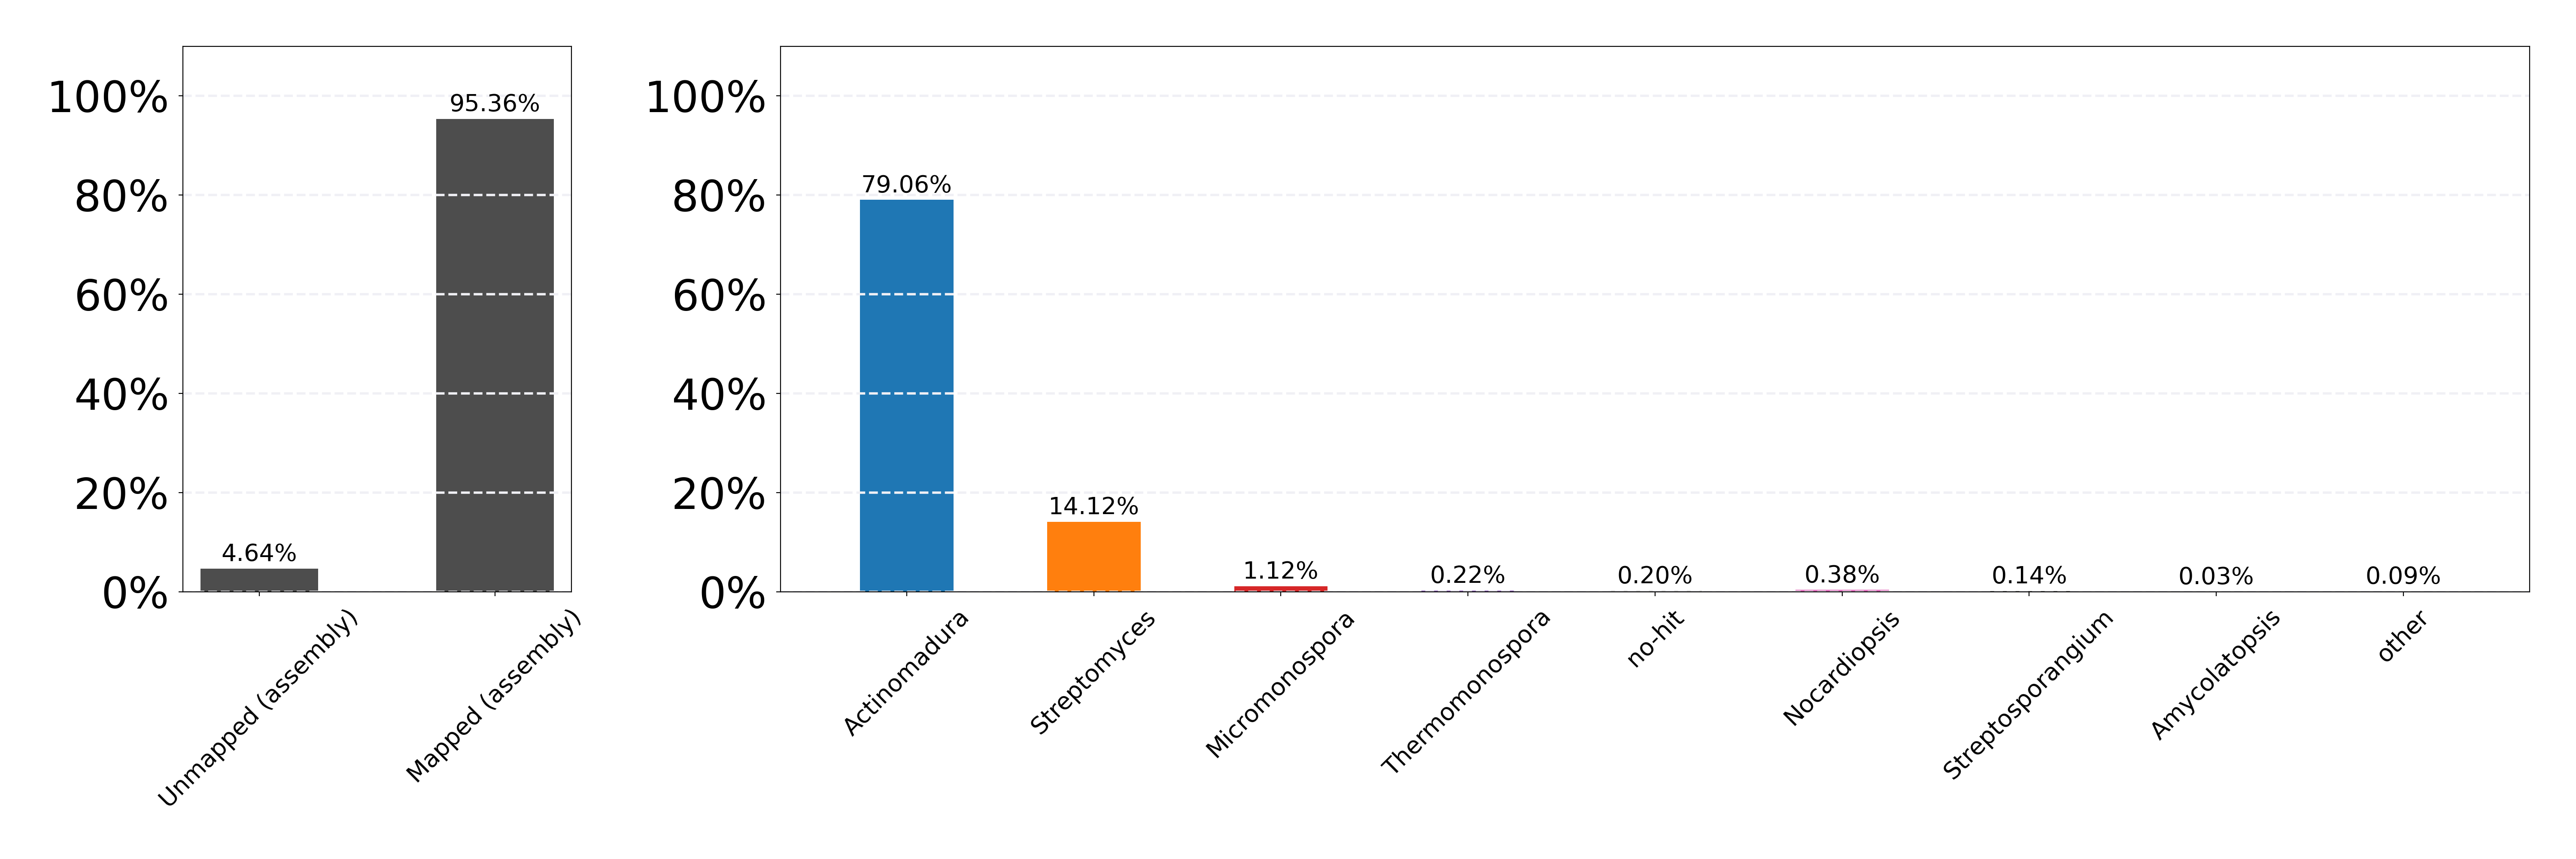 100%
80%
60%
40%
20%
0%
4.64%
95.36%
Unmapped (assembly)
Mapped (assembly)
100%
80%
60%
40%
20%
0%
79.06%
14.12%
1.12%
0.22%
0.20%
0.38%
0.14%
0.03%
0.09%
Actinomadura
Streptomyces
Micromonospora
Thermomonospora
no-hit
Nocardiopsis
Streptosporangium
Amycolatopsis
other